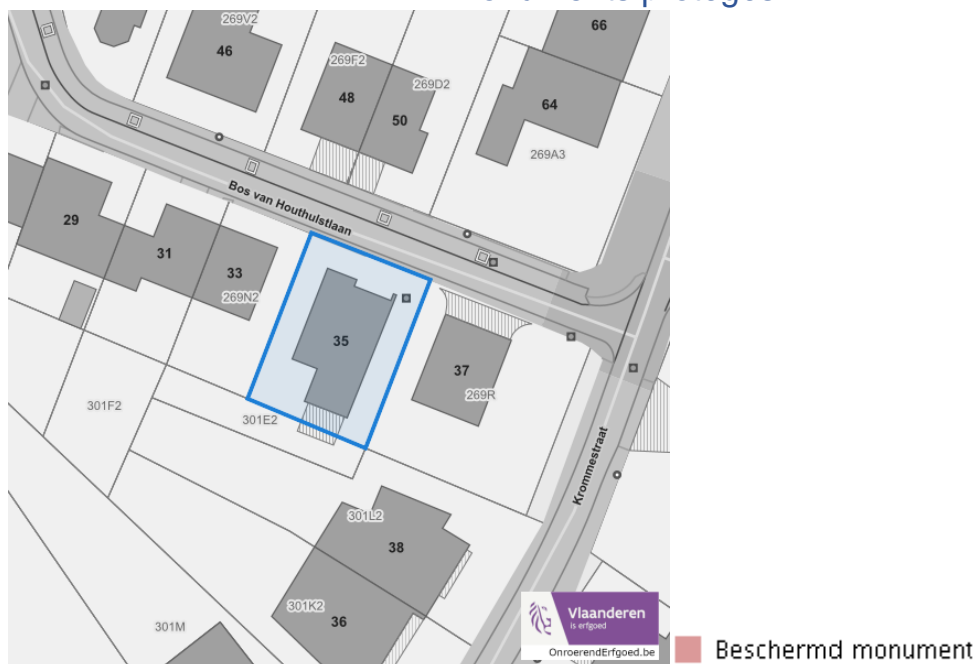 269V2
46
269F2
48
269D2
50
66
64
269A3
Bos van Houthulstlaan
29
31
33
269N2
35
37
269R
301F2
301E2
Krommestraat
301L2
38
301K2
36
301M
Vlaanderen
is erfgoed
OnroerendErfgoed.be
Beschermd monument